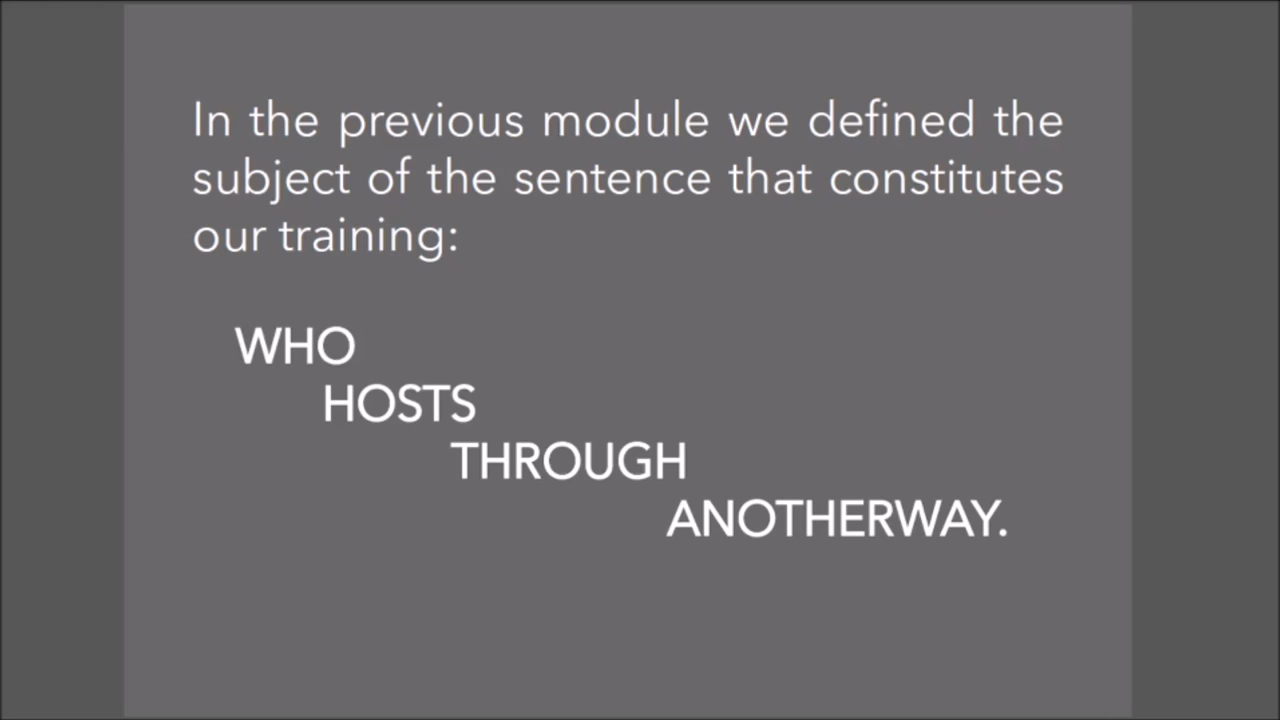 In the previous module we defined the
subject of the sentence that constitutes
our training:
WHO
HOSTS
THROUGH
ANOTHERWAY.